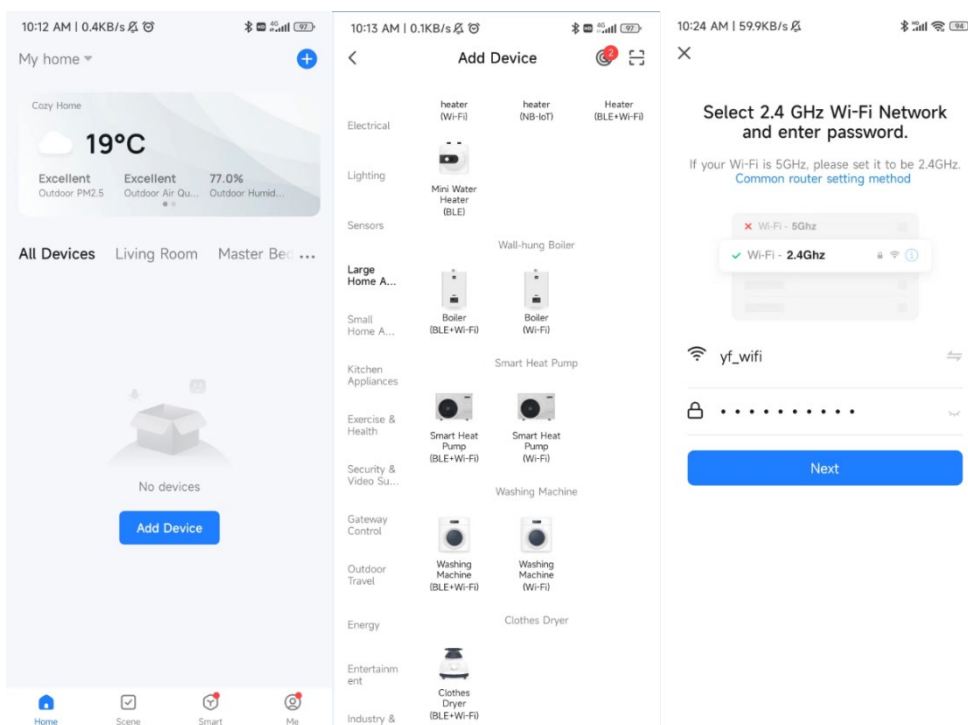 10:12 AM | 0.4KB/s
4G
97
My home
Cozy Home
19°C
Excellent
Excellent
77.0%
Outdoor PM2.5
Outdoor Air Qu...
Outdoor Humid...
All Devices
Living Room
Master Bed
No devices
Add Device
Home
Scene
Smart
Me
10:13 AM | 0.1KB/s
4G
97
Add Device
2
Electrical
Lighting
Sensors
Large
Home A...
Small
Home A...
Kitchen
Appliances
Exercise &
Health
Security &
Video Su...
Gateway
Control
Outdoor
Travel
Energy
Entertainm
ent
Industry &
heater
(Wi-Fi)
heater
(NB-IoT)
Heater
(BLE+Wi-Fi)
Mini Water
Heater
(BLE)
Wall-hung Boiler
Boiler
(BLE+Wi-Fi)
Boiler
(Wi-Fi)
Smart Heat Pump
Smart Heat
Pump
(BLE+Wi-Fi)
Smart Heat
Pump
(Wi-Fi)
Washing Machine
Washing
Machine
(BLE+Wi-Fi)
Washing
Machine
(Wi-Fi)
Clothes Dryer
Clothes
Dryer
(BLE+Wi-Fi)
10:24 AM | 59.9KB/s
94
Select 2.4 GHz Wi-Fi Network
and enter password.
If your Wi-Fi is 5GHz, please set it to be 2.4GHz.
Common router setting method
Wi-Fi - 5Ghz
Wi-Fi - 2.4Ghz
yf_wifi
Next